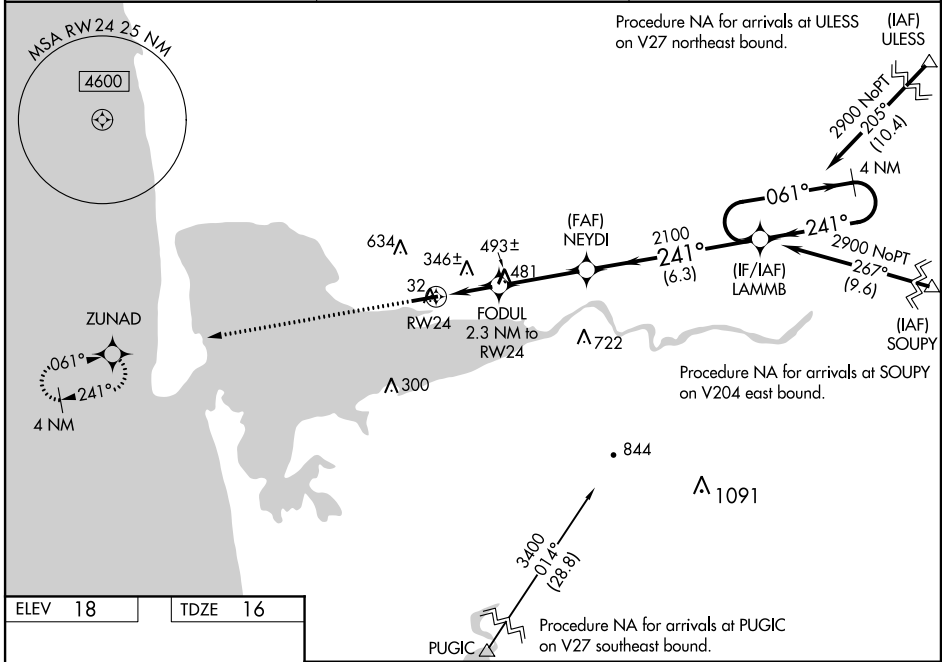 MSA RW24 25 NM
4600
Procedure NA for arrivals at ULESS
on V27 northeast bound.
(IAF)
ULESS
2900 NoPT
205°
(10.4)
4 NM
061°
241°
(FAF)
NEYDI
2100
241°
(6.3)
2900 NoPT
267°
(9.6)
(IF/IAF)
LAMMB
(IAF)
SOUPY
634
346±
493±
481
32
RW24
FODUL
2.3 NM to
RW24
722
ZUNAD
061°
241°
4 NM
300
Procedure NA for arrivals at SOUPY
on V204 east bound.
844
1091
3400
014°
(28.8)
PUGIC
Procedure NA for arrivals at PUGIC
on V27 southeast bound.
ELEV 18
TDZE 16